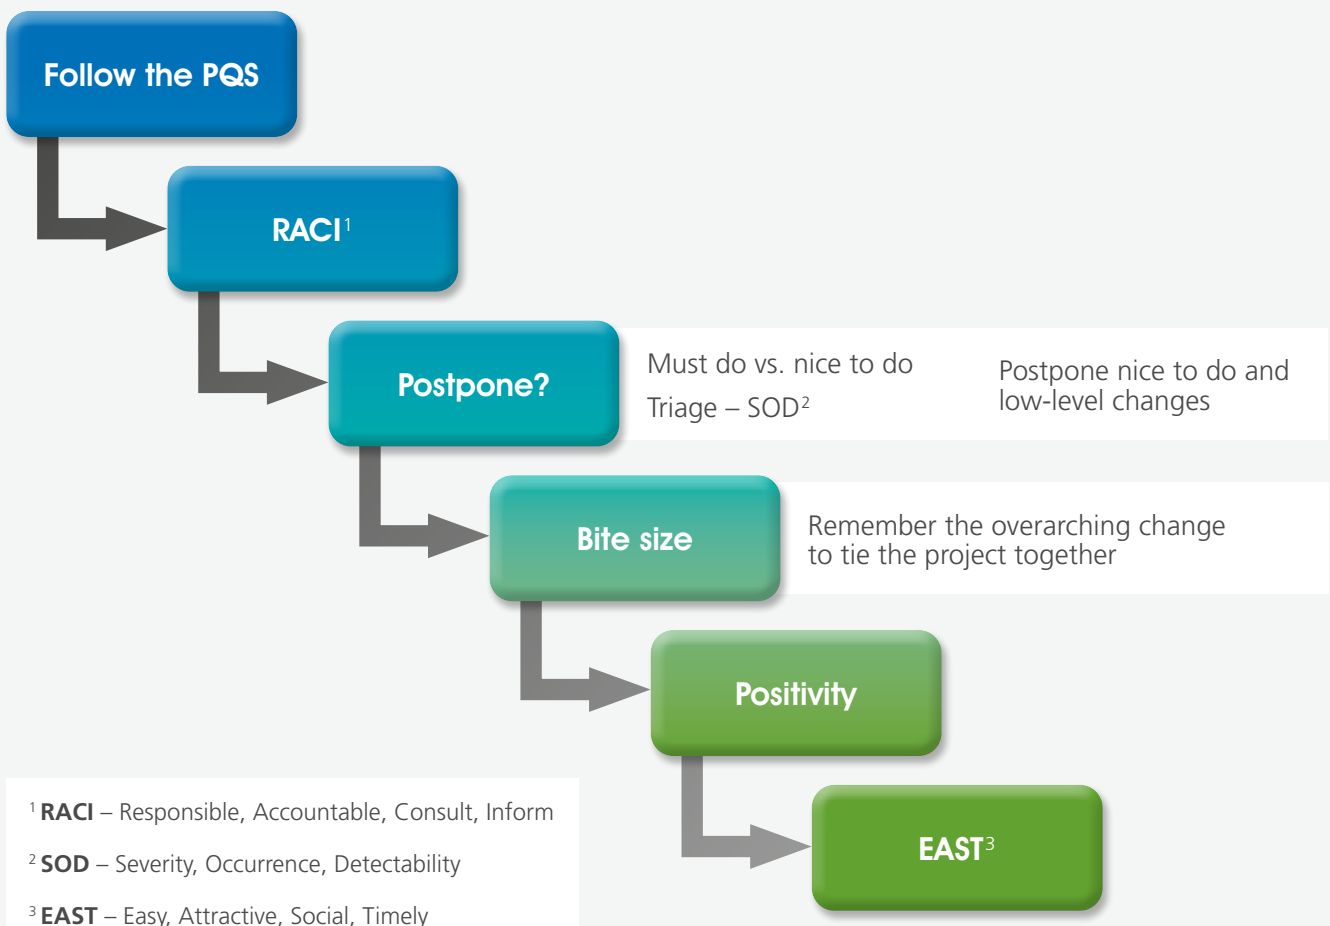 Follow the PQS
RACI¹
Postpone?
Must do vs. nice to do
Triage – SOD²
Postpone nice to do and
low-level changes
Bite size
Remember the overarching change
to tie the project together
Positivity
EAST³
¹ RACI – Responsible, Accountable, Consult, Inform
² SOD – Severity, Occurrence, Detectability
³ EAST – Easy, Attractive, Social, Timely